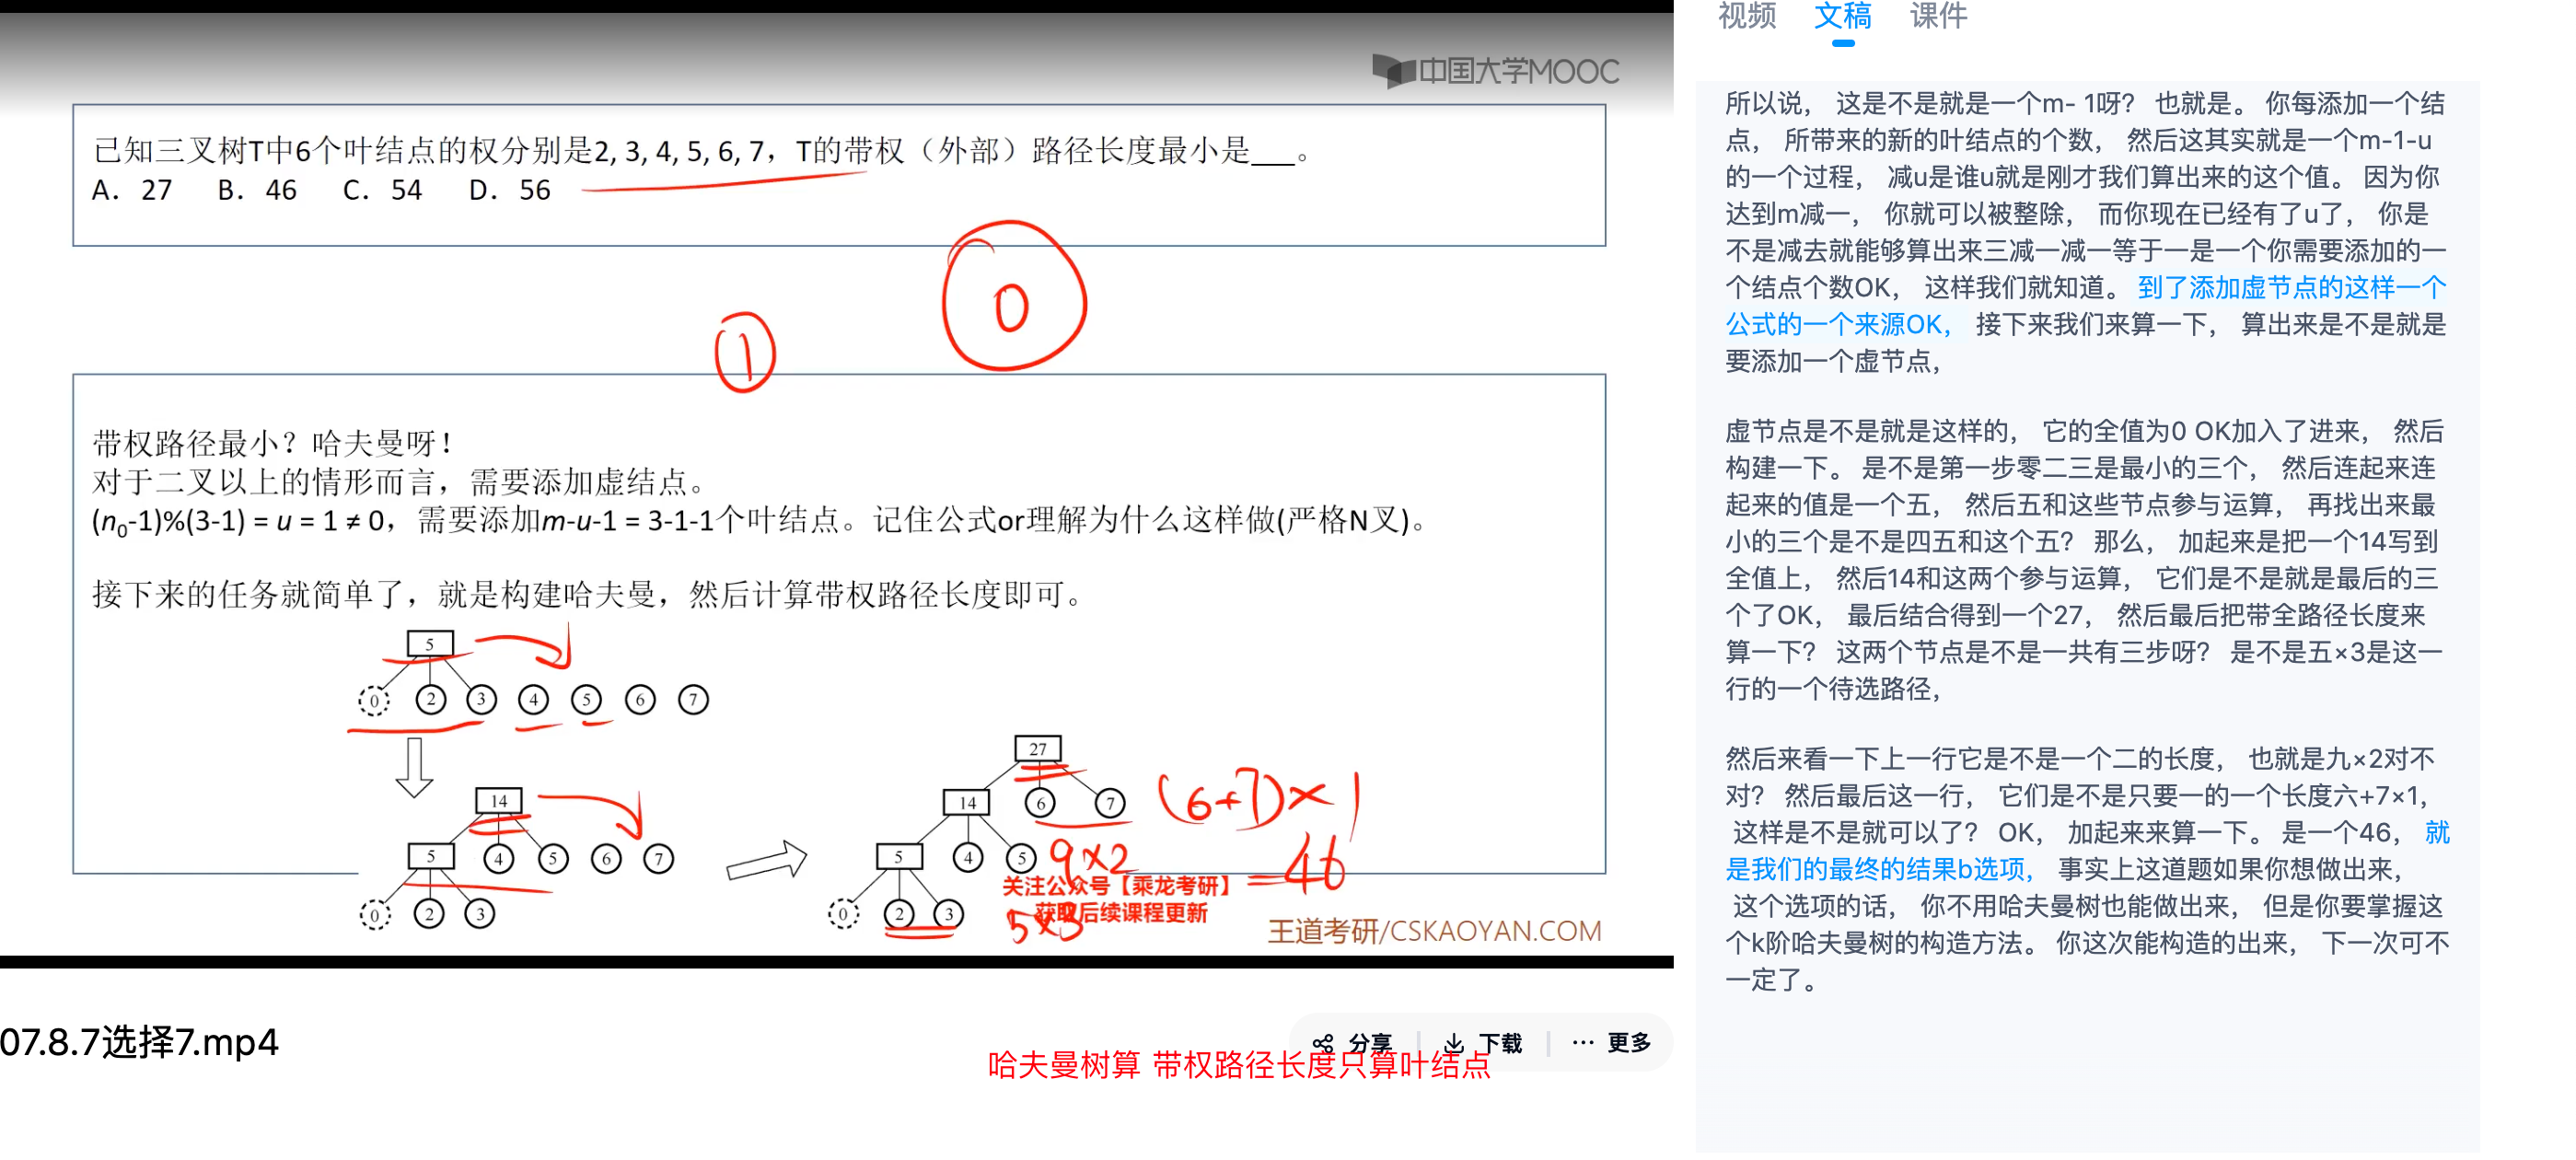 中国大学MOOC
已知三叉树T中6个叶结点的权分别是2, 3, 4, 5, 6, 7，T的带权（外部）路径长度最小是___。
A. 27 B. 46 C. 54 D. 56
0
1
带权路径最小？哈夫曼呀！
对于二叉以上的情形而言，需要添加虚结点。
(n₀-1)%(3-1) = u = 1 ≠ 0，需要添加m-u-1 = 3-1-1个叶结点。记住公式or理解为什么这样做(严格N叉)。
接下来的任务就简单了，就是构建哈夫曼，然后计算带权路径长度即可。
5
0 2 3 4 5 6 7
14
5 4 5 6 7
0 2 3
27
14 6 7 (6+7)×1
5 4 5 9×2 =46
0 2 3 5×3
关注公众号【乘龙考研】
获取后续课程更新
王道考研/CSKAOYAN.COM
07.8.7选择7.mp4
分享 下载 更多
哈夫曼树算 带权路径长度只算叶结点
视频 文稿 课件
所以说， 这是不是就是一个m- 1呀？ 也就是。 你每添加一个结
点， 所带来的新的叶结点的个数， 然后这其实就是一个m-1-u
的一个过程， 减u是谁u就是刚才我们算出来的这个值。 因为你
达到m减一， 你就可以被整除， 而你现在已经有了u了， 你是
不是减去就能够算出来三减一减一等于一是一个你需要添加的一
个结点个数OK， 这样我们就知道。 到了添加虚节点的这样一个
公式的一个来源OK， 接下来我们来算一下， 算出来是不是就是
要添加一个虚节点，
虚节点是不是就是这样的， 它的全值为0 OK加入了进来， 然后
构建一下。 是不是第一步零二三是最小的三个， 然后连起来连
起来的值是一个五， 然后五和这些节点参与运算， 再找出来最
小的三个是不是四五和这个五？ 那么， 加起来是把一个14写到
全值上， 然后14和这两个参与运算， 它们是不是就是最后的三
个了OK， 最后结合得到一个27， 然后最后把带全路径长度来
算一下？ 这两个节点是不是一共有三步呀？ 是不是五×3是这一
行的一个待选路径，
然后来看一下上一行它是不是一个二的长度， 也就是九×2对不
对？ 然后最后这一行， 它们是不是只要一的一个长度六+7×1，
这样是不是就可以了？ OK， 加起来来算一下。 是一个46， 就
是我们的最终的结果b选项， 事实上这道题如果你想做出来，
这个选项的话， 你不用哈夫曼树也能做出来， 但是你要掌握这
个k阶哈夫曼树的构造方法。 你这次能构造的出来， 下一次可不
一定了。